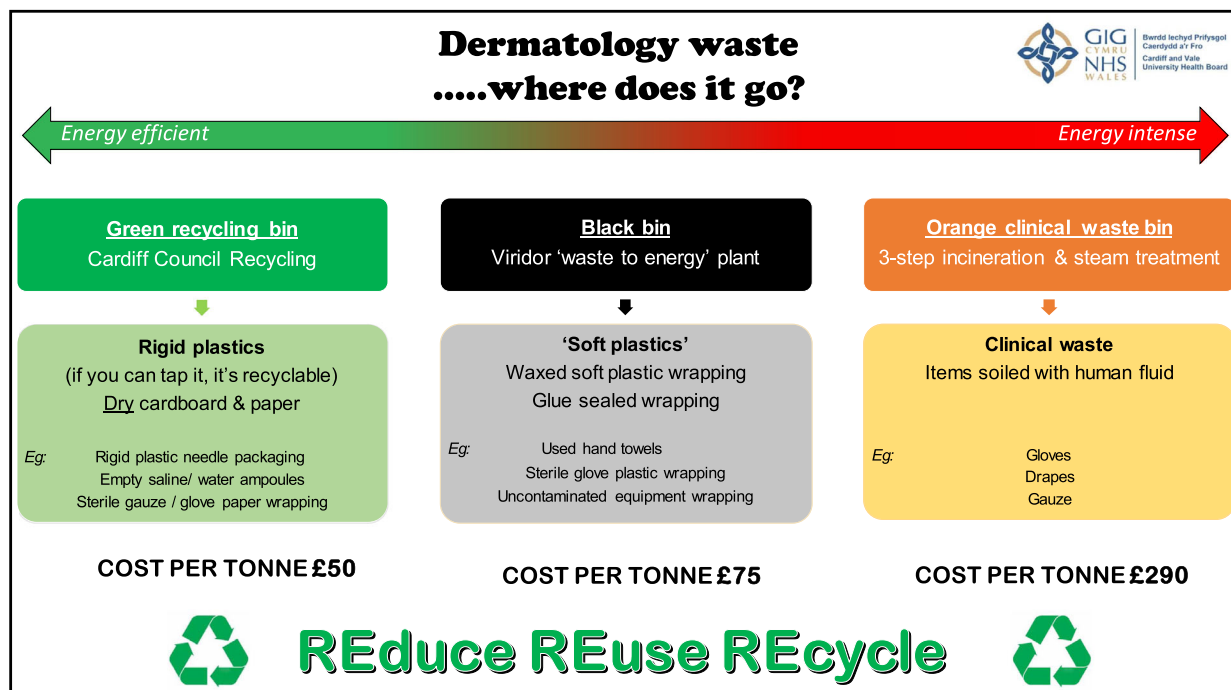 Dermatology waste
.....where does it go?
GIG
CYMRU
NHS
WALES
Bwrdd Iechyd Prifysgol
Caerdydd a'r Fro
Cardiff and Vale
University Health Board
Energy efficient
Energy intense
Green recycling bin
Cardiff Council Recycling
Rigid plastics
(if you can tap it, it's recyclable)
Dry cardboard & paper
Eg:
Rigid plastic needle packaging
Empty saline/ water ampoules
Sterile gauze / glove paper wrapping
COST PER TONNE £50
Black bin
Viridor 'waste to energy' plant
'Soft plastics'
Waxed soft plastic wrapping
Glue sealed wrapping
Eg:
Used hand towels
Sterile glove plastic wrapping
Uncontaminated equipment wrapping
COST PER TONNE £75
Orange clinical waste bin
3-step incineration & steam treatment
Clinical waste
Items soiled with human fluid
Eg:
Gloves
Drapes
Gauze
COST PER TONNE £290
REduce REuse REcycle